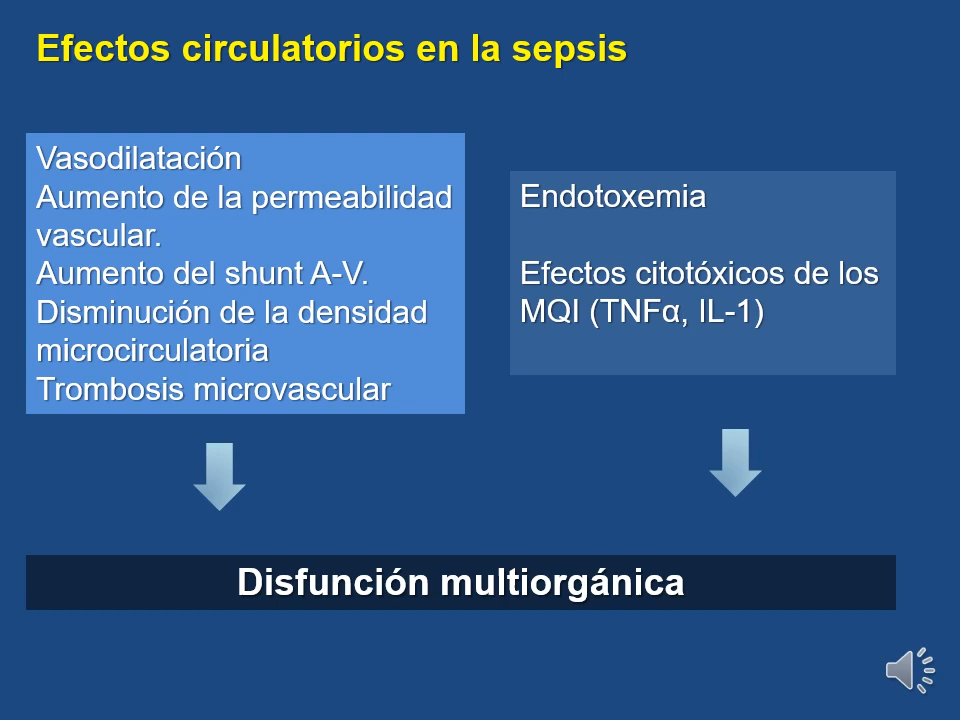 Efectos circulatorios en la sepsis
Vasodilatación
Aumento de la permeabilidad
vascular.
Aumento del shunt A-V.
Disminución de la densidad
microcirculatoria
Trombosis microvascular
Endotoxemia
Efectos citotóxicos de los
MQI (TNFα, IL-1)
Disfunción multiorgánica